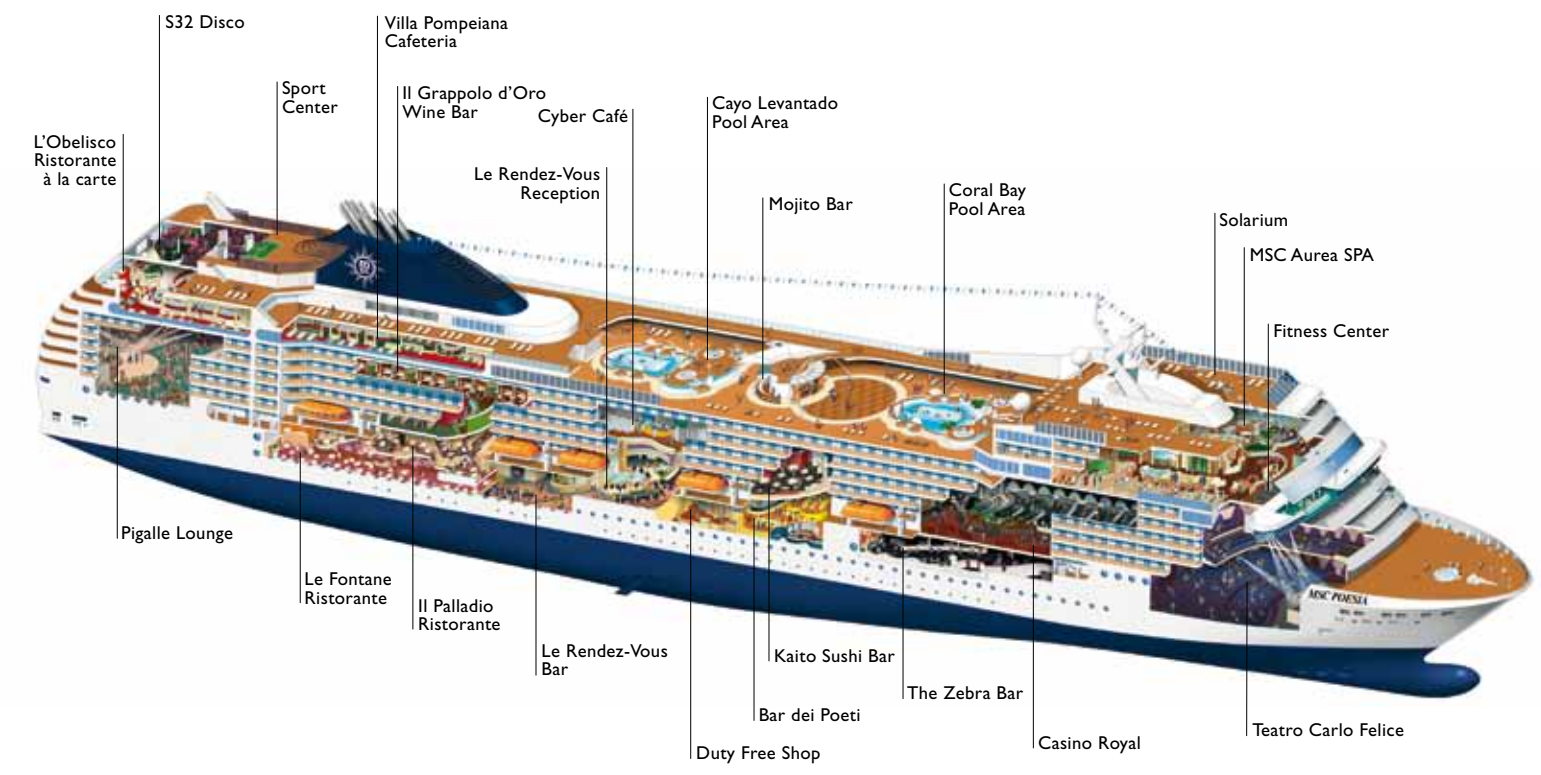 S32 Disco
Villa Pompeiana
Cafeteria
Sport
Center
Il Grappolo d’Oro
Wine Bar
Cyber Café
Cayo Levantado
Pool Area
L’Obelisco
Ristorante
à la carte
Le Rendez-Vous
Reception
Mojito Bar
Coral Bay
Pool Area
Solarium
MSC Aurea SPA
Fitness Center
Pigalle Lounge
Le Fontane
Ristorante
Il Palladio
Ristorante
Le Rendez-Vous
Bar
Kaito Sushi Bar
The Zebra Bar
Bar dei Poeti
Duty Free Shop
Casino Royal
Teatro Carlo Felice
MSC POESIA